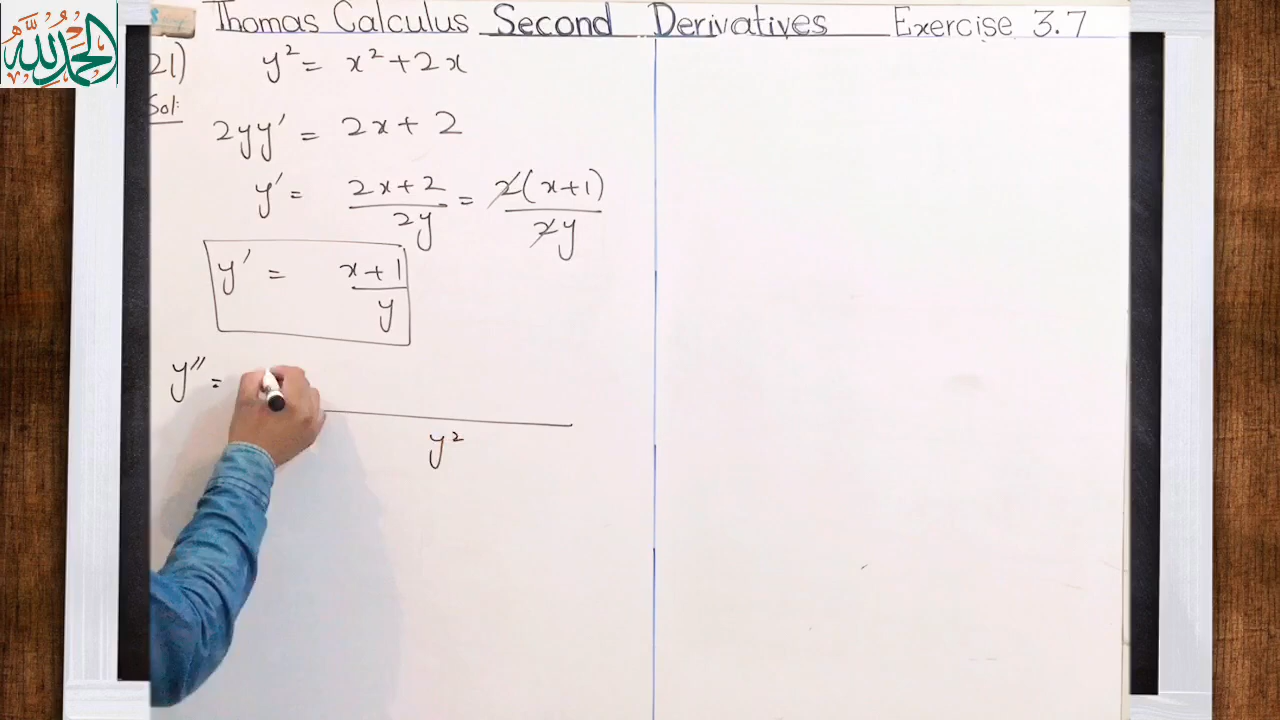 الحمد لله
Thomas Calculus Second Derivatives Exercise 3.7
21) y² = x² + 2x
Sol:
2yy′ = 2x + 2
y′ = (2x+2)/(2y) = 2(x+1)/(2y)
y′ = (x+1)/y
y″ =
y²